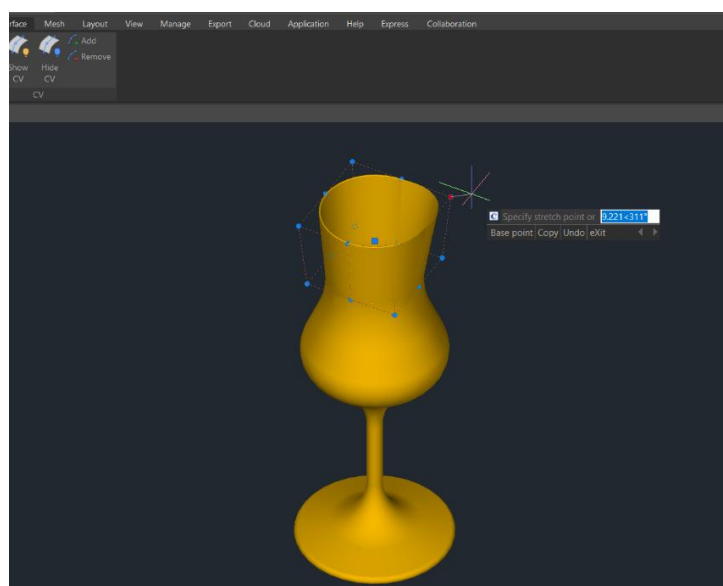 rface Mesh Layout View Manage Export Cloud Application Help Express Collaboration
Show CV
Hide CV
Add
Remove
CV
C Specify stretch point or 9.221<311°
Base point Copy Undo eXit